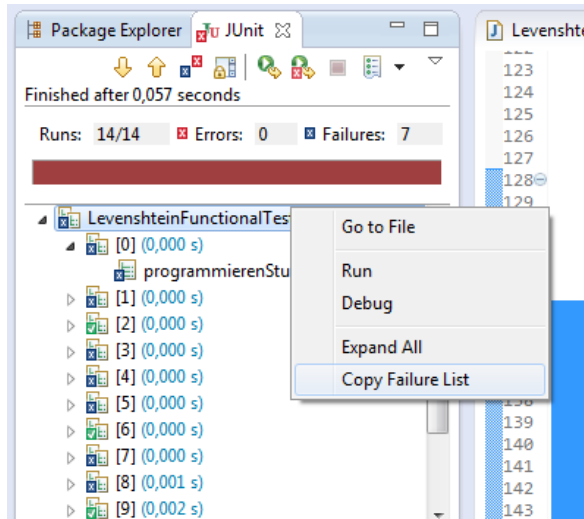 Package Explorer JUnit
Finished after 0,057 seconds
Runs: 14/14 Errors: 0 Failures: 7
LevenshteinFunctionalTes
[0] (0,000 s)
programmierenStu
[1] (0,000 s)
[2] (0,000 s)
[3] (0,000 s)
[4] (0,000 s)
[5] (0,000 s)
[6] (0,000 s)
[7] (0,000 s)
[8] (0,001 s)
[9] (0,002 s)
Go to File
Run
Debug
Expand All
Copy Failure List
Levenshte
123
124
125
126
127
128
129
138
139
140
141
142
143